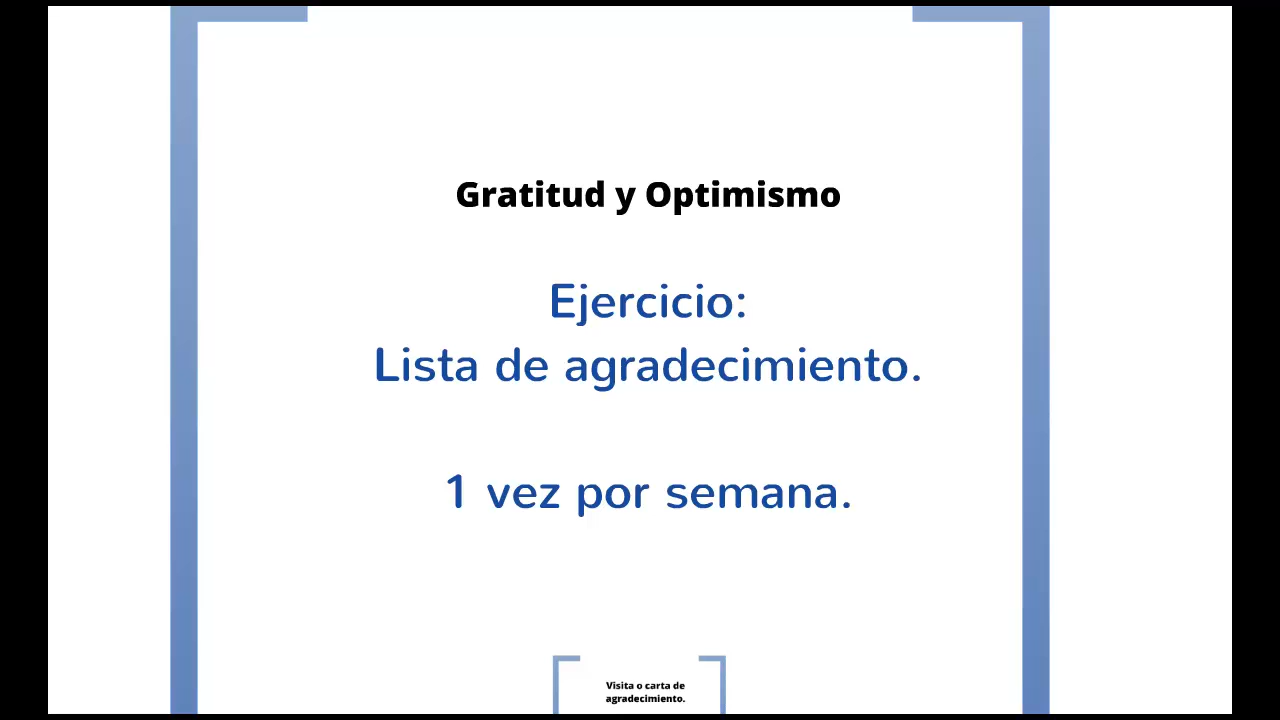 Gratitud y Optimismo
Ejercicio:
Lista de agradecimiento.
1 vez por semana.
Visita o carta de
agradecimiento.